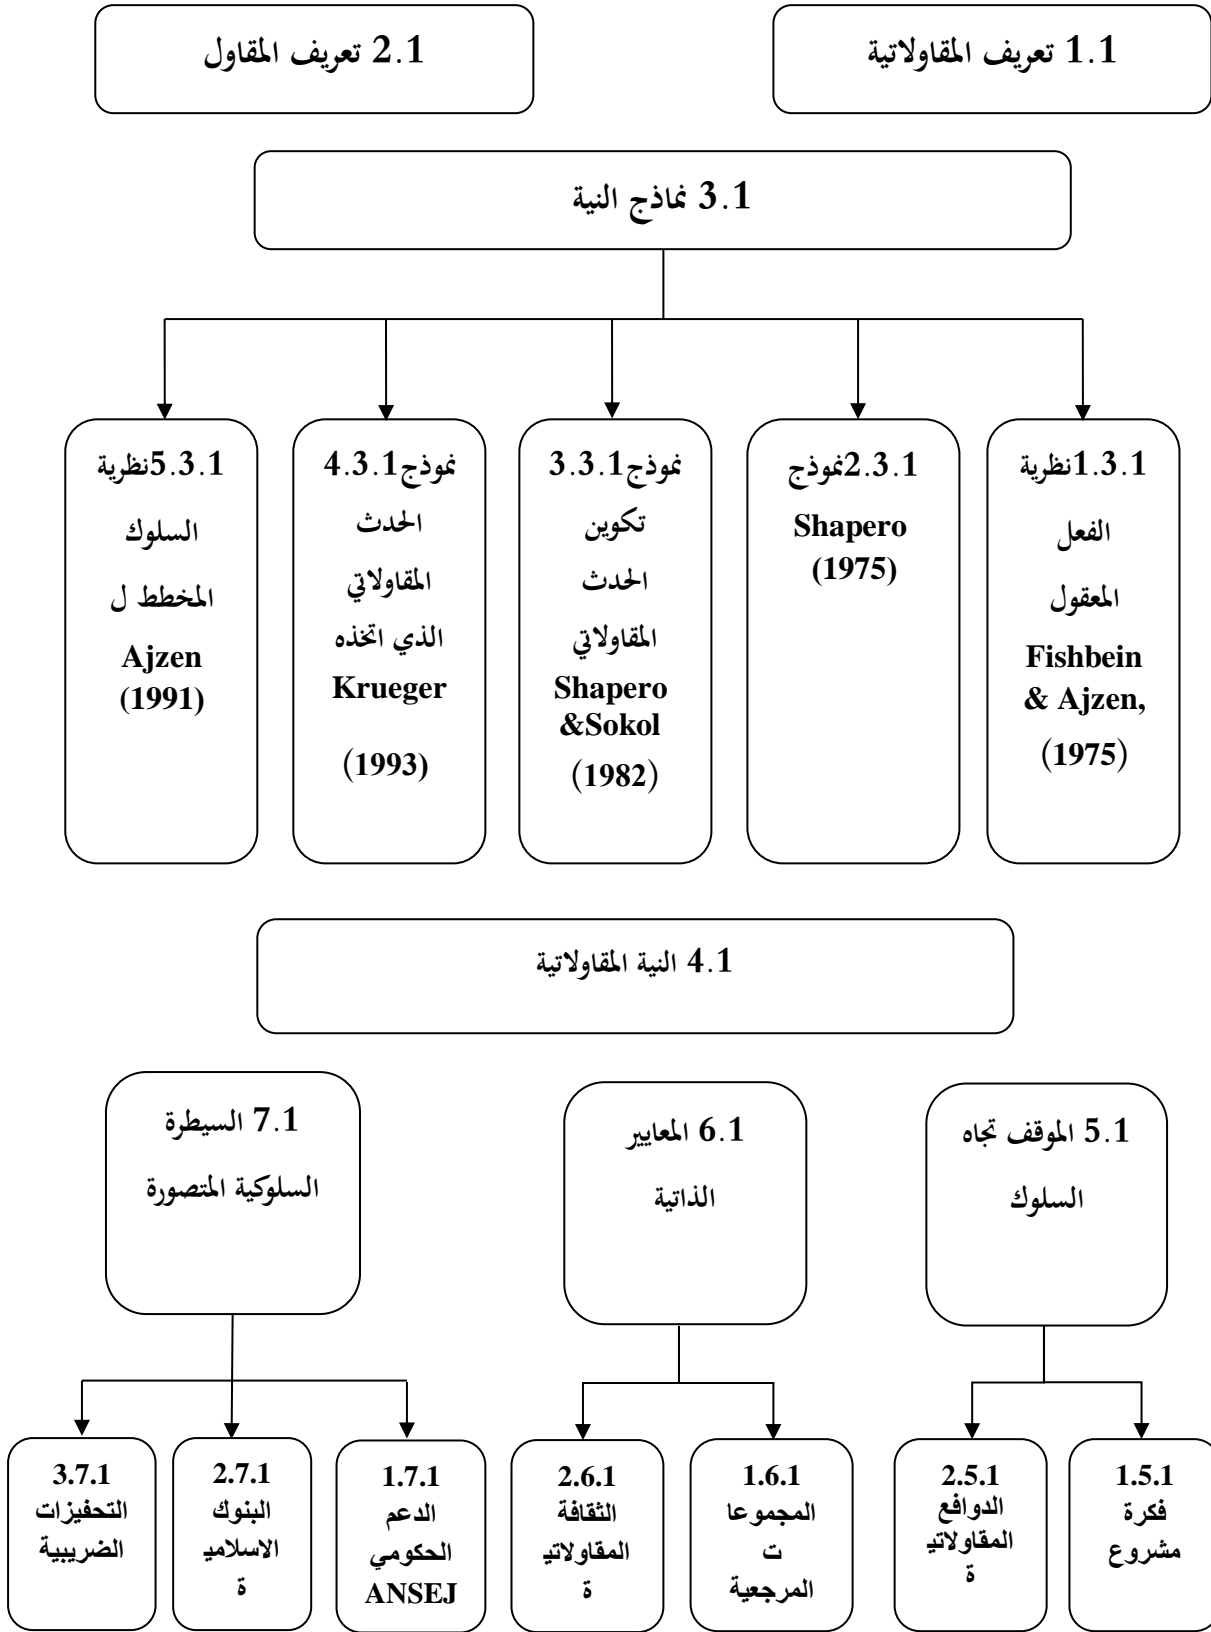 1.1 تعريف المقاولاتية
2.1 تعريف المقاول
3.1 نماذج النية
1.3.1نظرية
الفعل
المعقول
Fishbein
& Ajzen,
(1975)
2.3.1نموذج
Shapero
(1975)
3.3.1نموذج
تكوين
الحدث
المقاولاتي
Shapero
&Sokol
(1982)
4.3.1نموذج
الحدث
المقاولاتي
الذي اتخذه
Krueger
(1993)
5.3.1نظرية
السلوك
المخطط ل
Ajzen
(1991)
4.1 النية المقاولاتية
5.1 الموقف تجاه
السلوك
6.1 المعايير
الذاتية
7.1 السيطرة
السلوكية المتصورة
1.5.1
فكرة
مشروع
2.5.1
الدوافع
المقاولاتي
ة
1.6.1
المجموعا
ت
المرجعية
2.6.1
الثقافة
المقاولاتي
ة
1.7.1
الدعم
الحكومي
ANSEJ
2.7.1
البنوك
الاسلامي
ة
3.7.1
التحفيزات
الضريبية